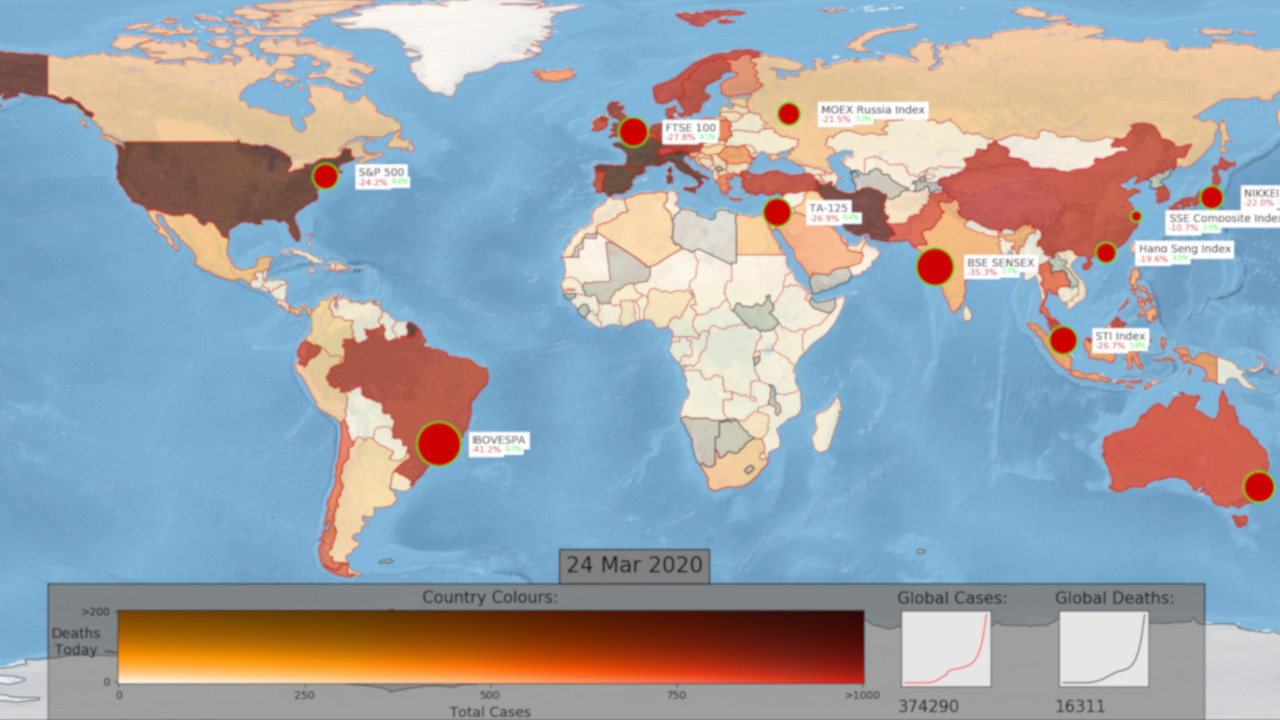 MOEX Russia Index
-21.5% 7.2%
FTSE 100
-27.8% 9.1%
S&P 500
-24.2% 9.4%
TA-125
-26.9%
NIKKEI
-22.0%
SSE Composite Index
-10.7% 2.3%
Hang Seng Index
-19.6% 4.5%
BSE SENSEX
-35.3% 2.7%
STI Index
-26.7% 5.8%
IBOVESPA
-41.2% 9.7%
24 Mar 2020
Country Colours:
Global Cases:
Global Deaths:
>200
Deaths
Today
0
0
250
500
750
>1000
Total Cases
374290
16311